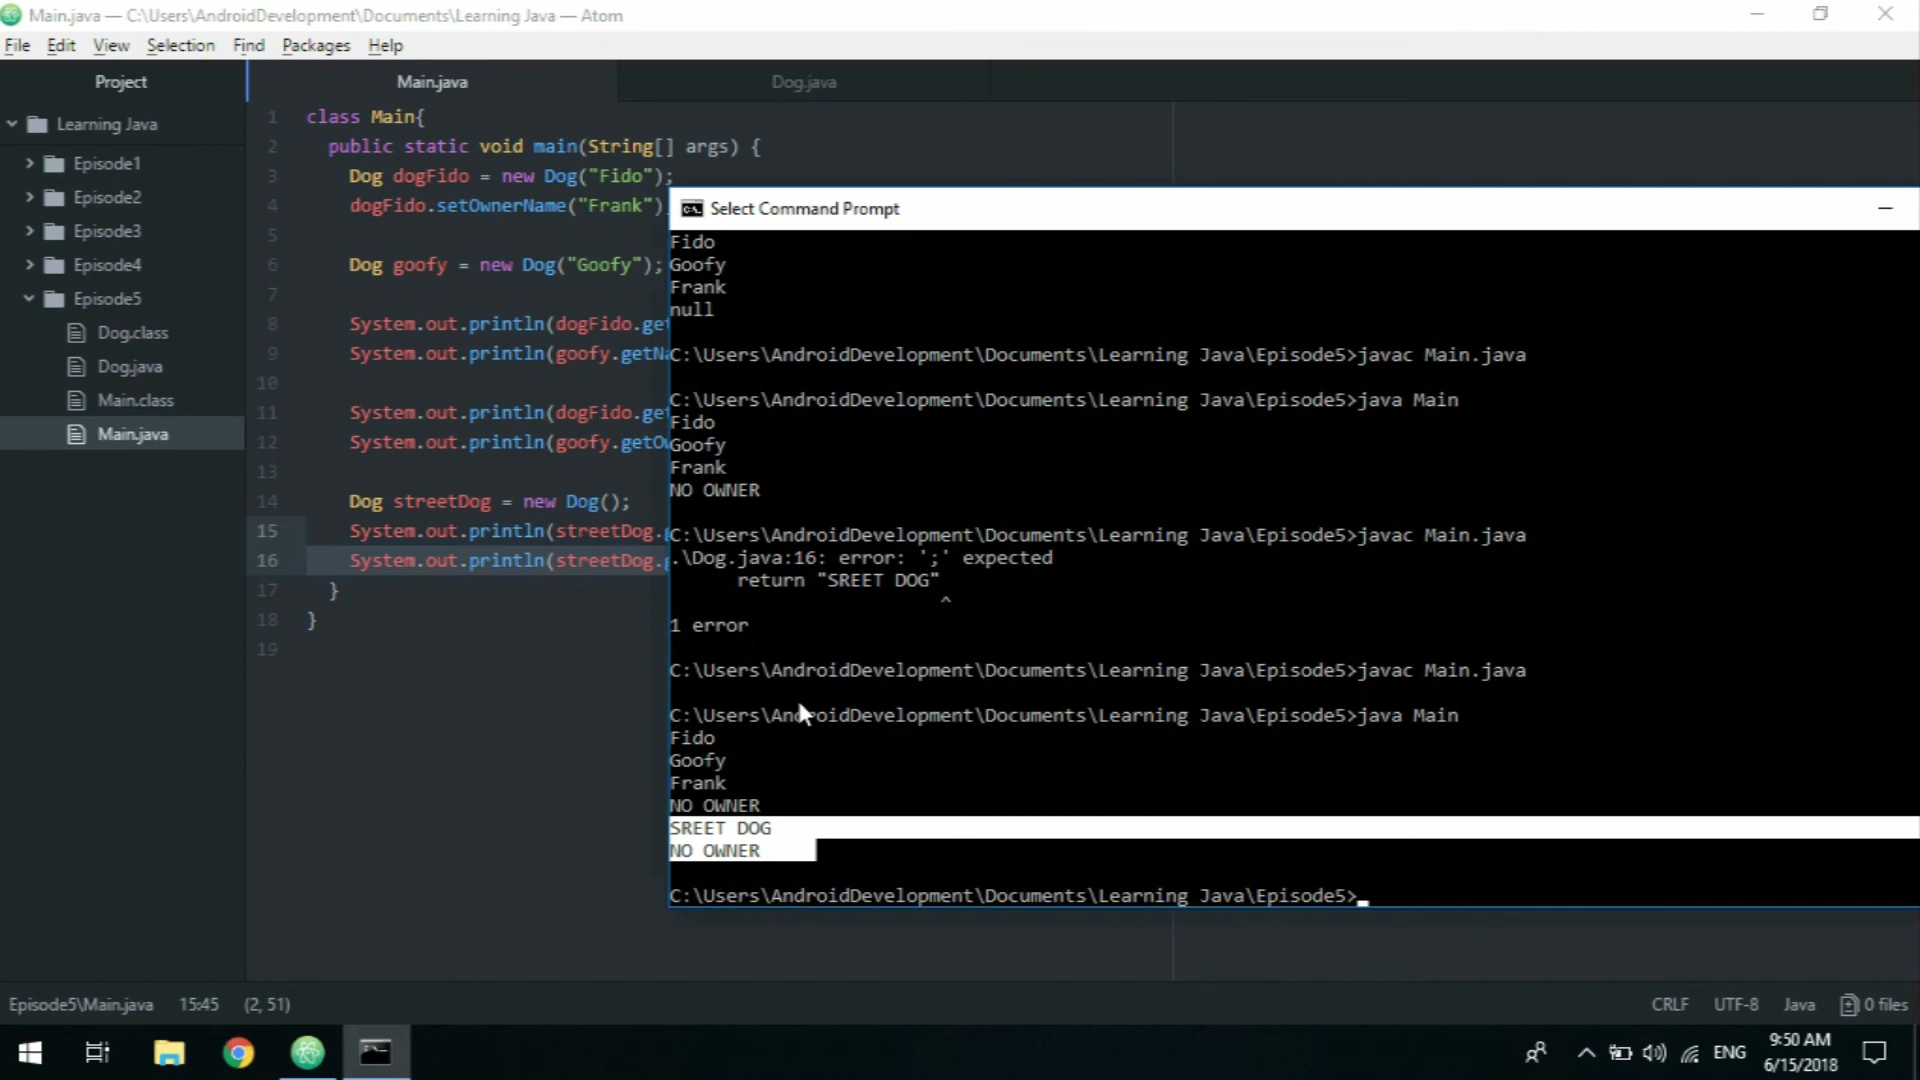 Main.java — C:\Users\AndroidDevelopment\Documents\Learning Java — Atom
File Edit View Selection Find Packages Help
Project
Main.java
Dog.java
Learning Java
Episode1
Episode2
Episode3
Episode4
Episode5
Dog.class
Dog.java
Main.class
Main.java
1 class Main{
2 public static void main(String[] args) {
3 Dog dogFido = new Dog("Fido");
4 dogFido.setOwnerName("Frank")
5
6 Dog goofy = new Dog("Goofy");
7
8 System.out.println(dogFido.get
9 System.out.println(goofy.getNa
10
11 System.out.println(dogFido.get
12 System.out.println(goofy.getOw
13
14 Dog streetDog = new Dog();
15 System.out.println(streetDog.g
16 System.out.println(streetDog.g
17 }
18 }
19
Select Command Prompt
Fido
Goofy
Frank
null
C:\Users\AndroidDevelopment\Documents\Learning Java\Episode5>javac Main.java
C:\Users\AndroidDevelopment\Documents\Learning Java\Episode5>java Main
Fido
Goofy
Frank
NO OWNER
C:\Users\AndroidDevelopment\Documents\Learning Java\Episode5>javac Main.java
.\Dog.java:16: error: ';' expected
return "SREET DOG"
^
1 error
C:\Users\AndroidDevelopment\Documents\Learning Java\Episode5>javac Main.java
C:\Users\AndroidDevelopment\Documents\Learning Java\Episode5>java Main
Fido
Goofy
Frank
NO OWNER
SREET DOG
NO OWNER
C:\Users\AndroidDevelopment\Documents\Learning Java\Episode5>
Episode5\Main.java 15:45 (2, 51)
CRLF UTF-8 Java 0 files
ENG
9:50 AM
6/15/2018